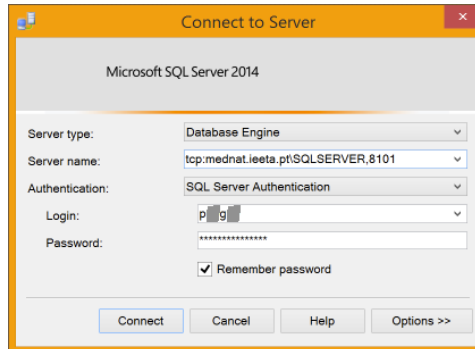 Connect to Server
Microsoft SQL Server 2014
Server type: Database Engine
Server name: tcp:mednat.ieeta.pt\SQLSERVER,8101
Authentication: SQL Server Authentication
Login:
Password: ***************
Remember password
Connect Cancel Help Options >>